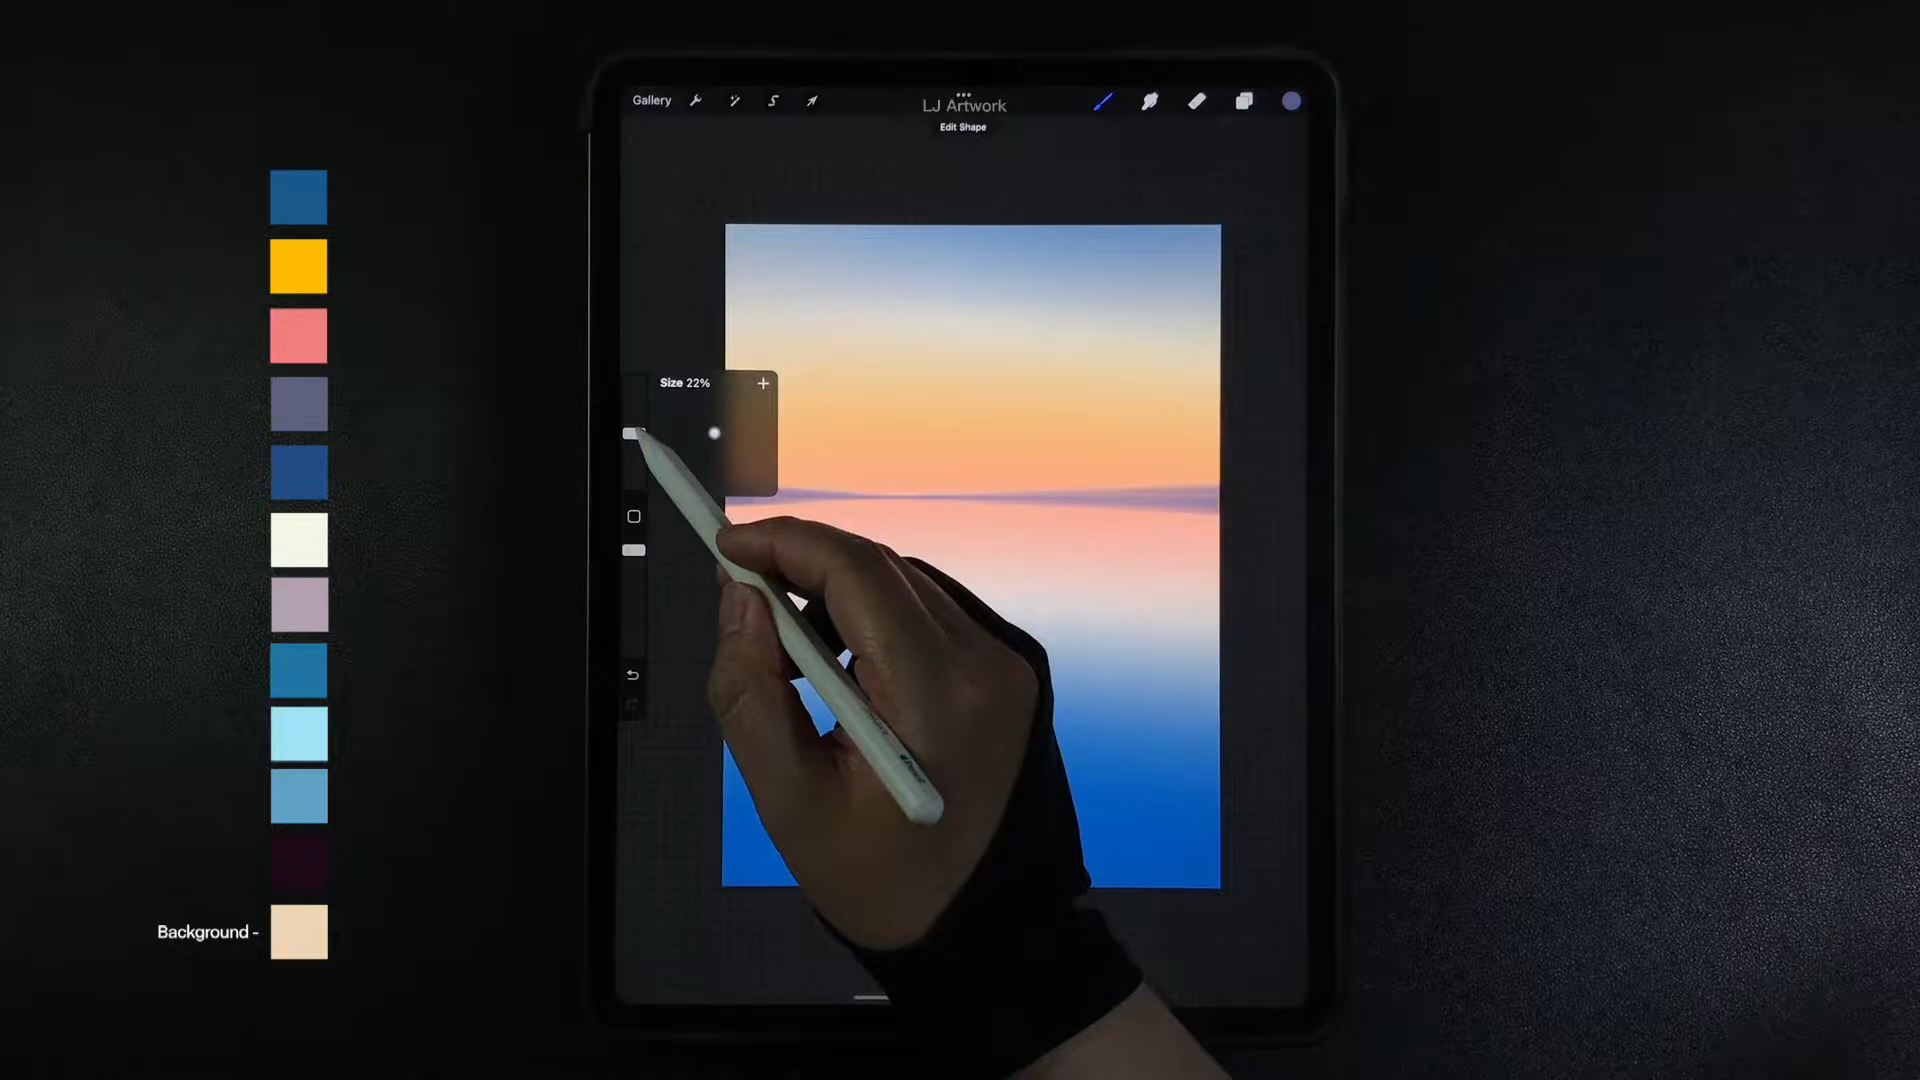 Gallery
LJ Artwork
Edit Shape
Size 22%
Background -